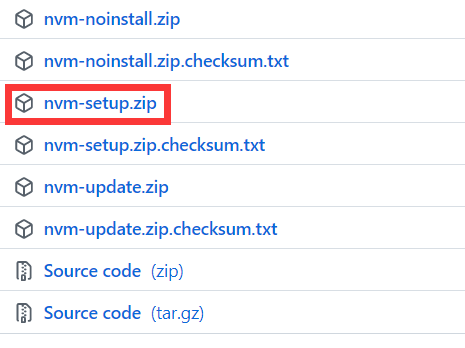 nvm-noinstall.zip
nvm-noinstall.zip.checksum.txt
nvm-setup.zip
nvm-setup.zip.checksum.txt
nvm-update.zip
nvm-update.zip.checksum.txt
Source code (zip)
Source code (tar.gz)